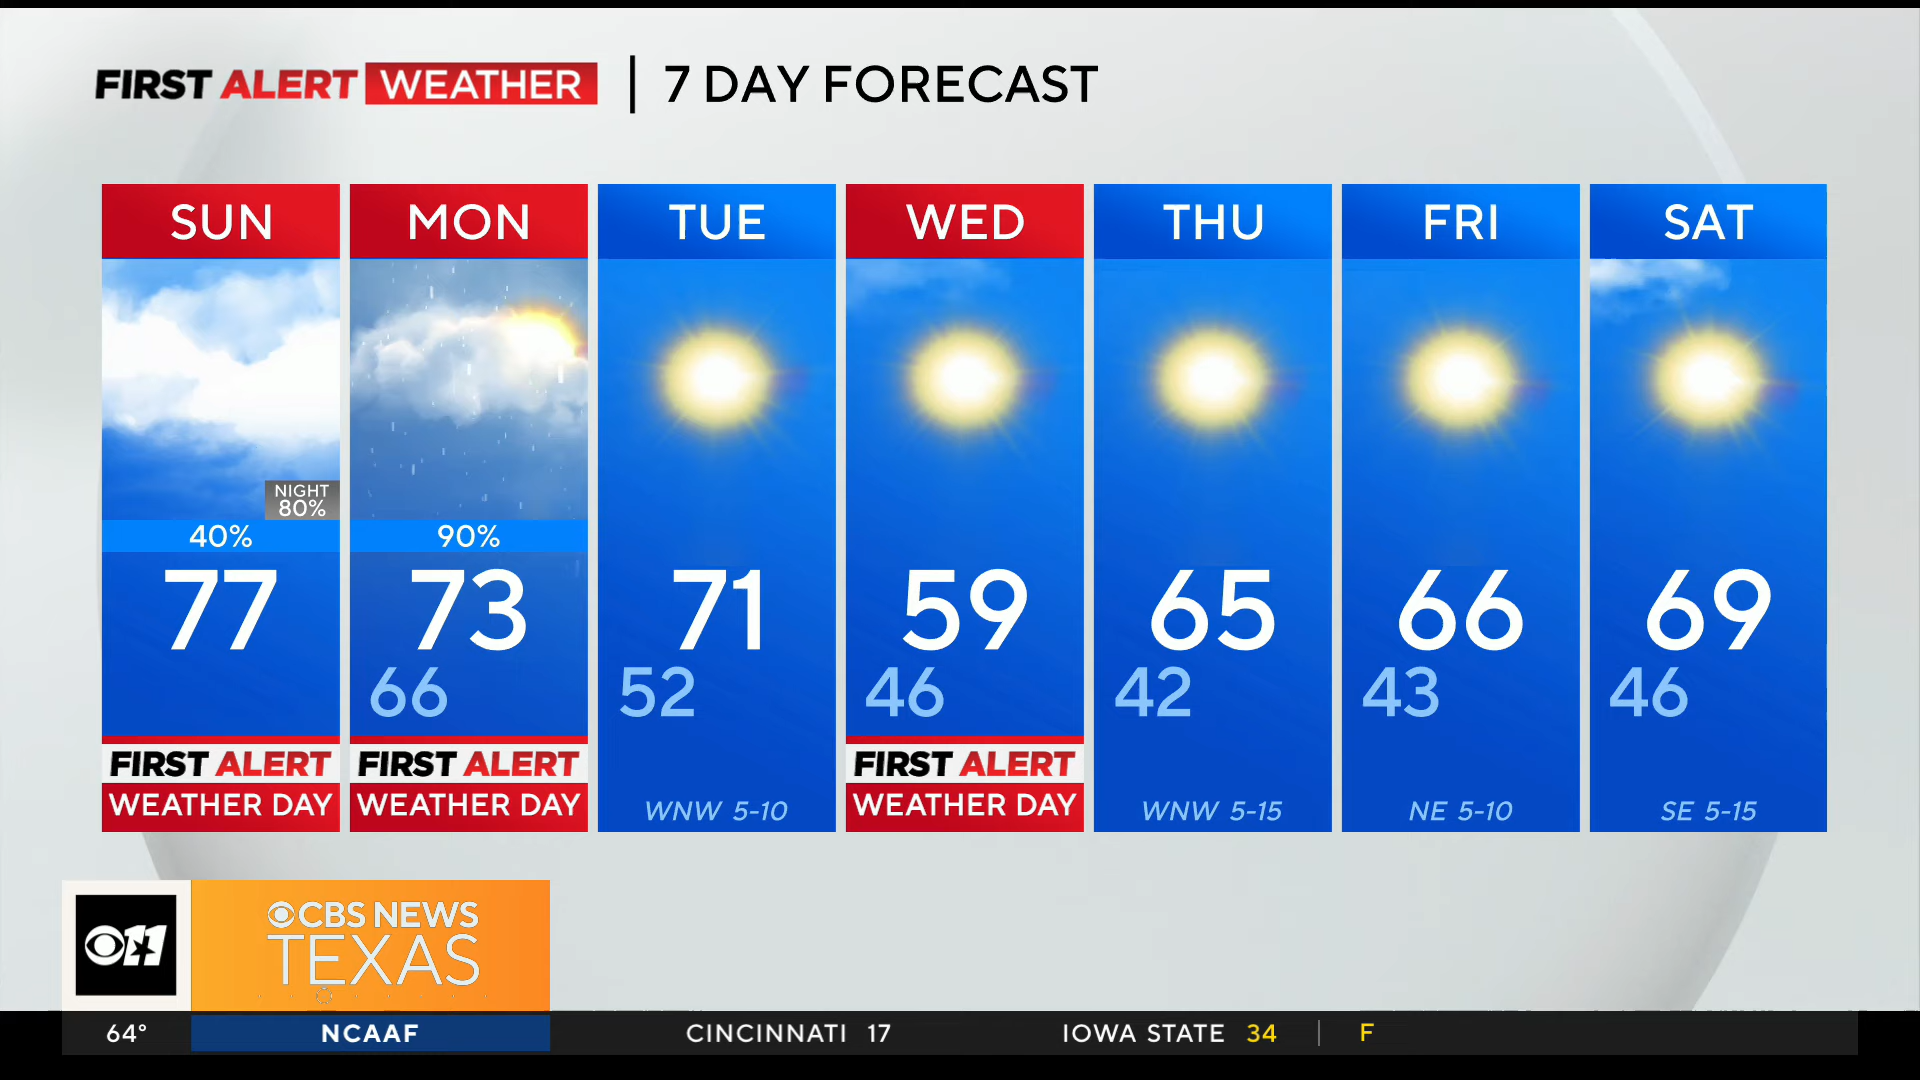 FIRST ALERT WEATHER | 7 DAY FORECAST
SUN MON TUE WED THU FRI SAT
NIGHT
80%
40% 90%
77 73 71 59 65 66 69
66 52 46 42 43 46
FIRST ALERT FIRST ALERT FIRST ALERT
WEATHER DAY WEATHER DAY WNW 5-10 WEATHER DAY WNW 5-15 NE 5-10 SE 5-15
11
CBS NEWS
TEXAS
64° NCAAF CINCINNATI 17 IOWA STATE 34 | F